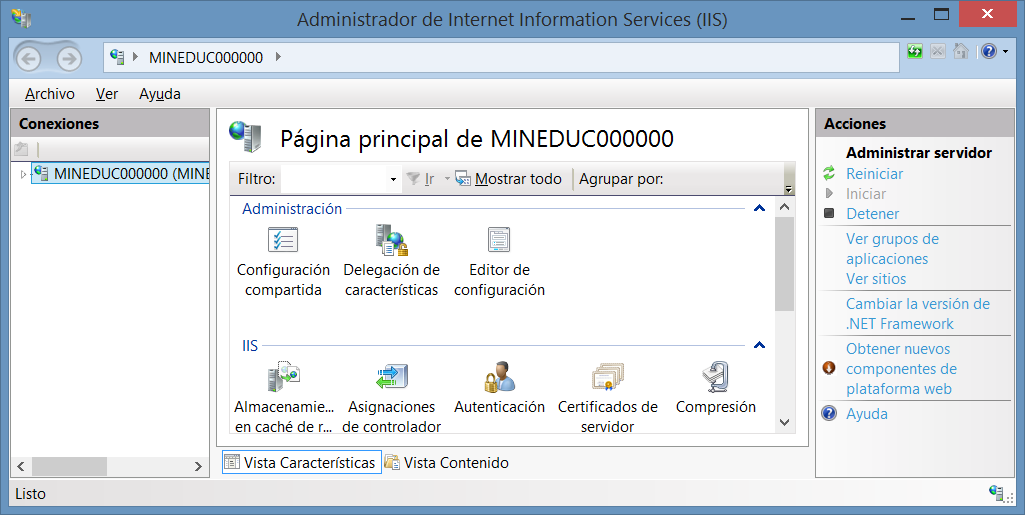 Administrador de Internet Information Services (IIS)
MINEDUC000000
Archivo Ver Ayuda
Conexiones
MINEDUC000000 (MINE
Página principal de MINEDUC000000
Filtro: Ir Mostrar todo Agrupar por:
Administración
Configuración
compartida
Delegación de
características
Editor de
configuración
IIS
Almacenamie...
en caché de r...
Asignaciones
de controlador
Autenticación
Certificados de
servidor
Compresión
Vista Características Vista Contenido
Acciones
Administrar servidor
Reiniciar
Iniciar
Detener
Ver grupos de
aplicaciones
Ver sitios
Cambiar la versión de
.NET Framework
Obtener nuevos
componentes de
plataforma web
Ayuda
Listo